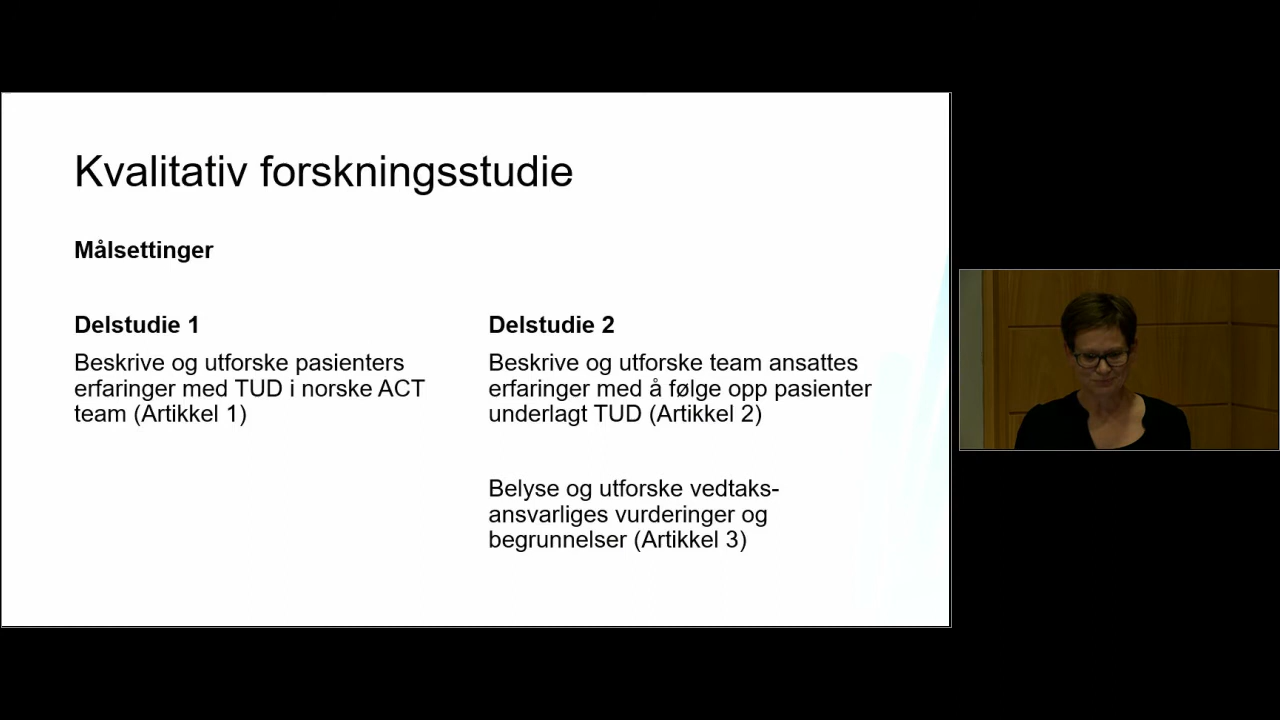 Kvalitativ forskningsstudie
Målsettinger
Delstudie 1
Beskrive og utforske pasienters
erfaringer med TUD i norske ACT
team (Artikkel 1)
Delstudie 2
Beskrive og utforske team ansattes
erfaringer med å følge opp pasienter
underlagt TUD (Artikkel 2)
Belyse og utforske vedtaks-
ansvarliges vurderinger og
begrunnelser (Artikkel 3)